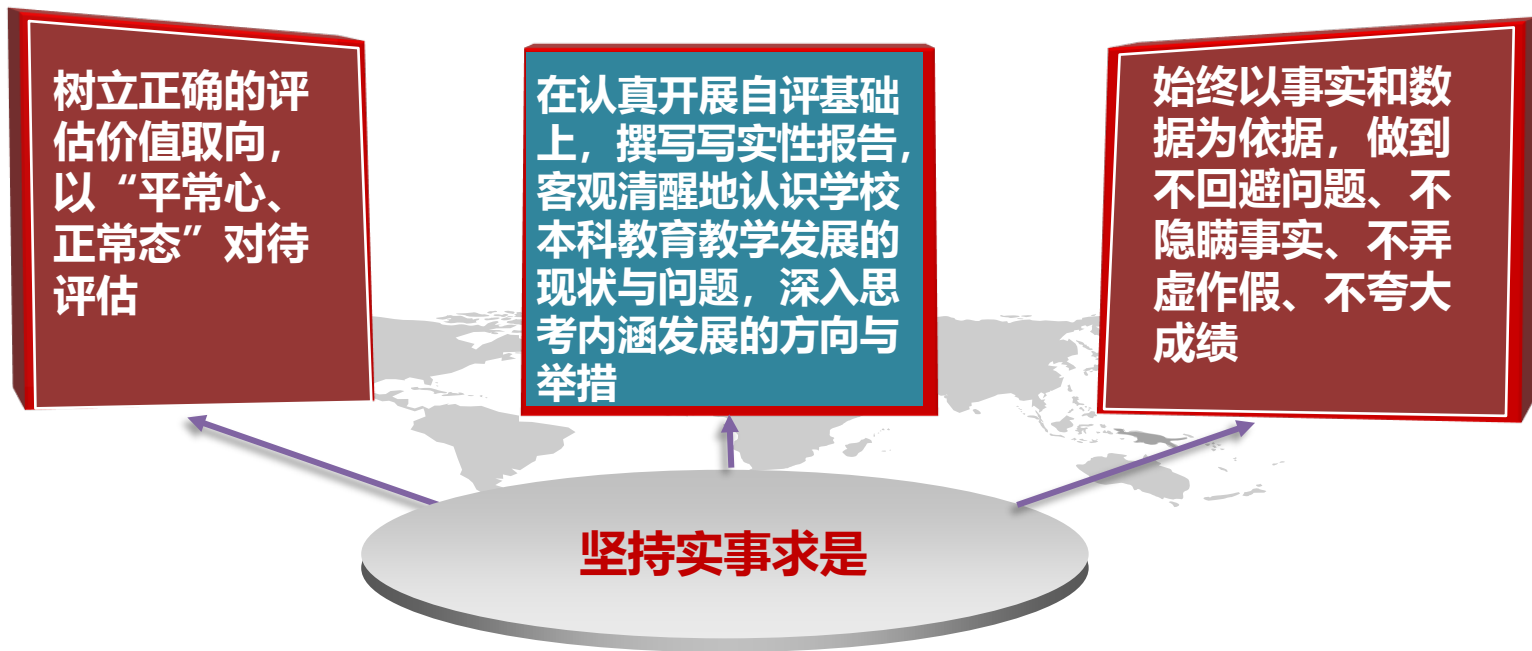 树立正确的评
估价值取向，
以“平常心、
正常态”对待
评估
在认真开展自评基础
上，撰写写实性报告，
客观清醒地认识学校
本科教育教学发展的
现状与问题，深入思
考内涵发展的方向与
举措
始终以事实和数
据为依据，做到
不回避问题、不
隐瞒事实、不弄
虚作假、不夸大
成绩
坚持实事求是